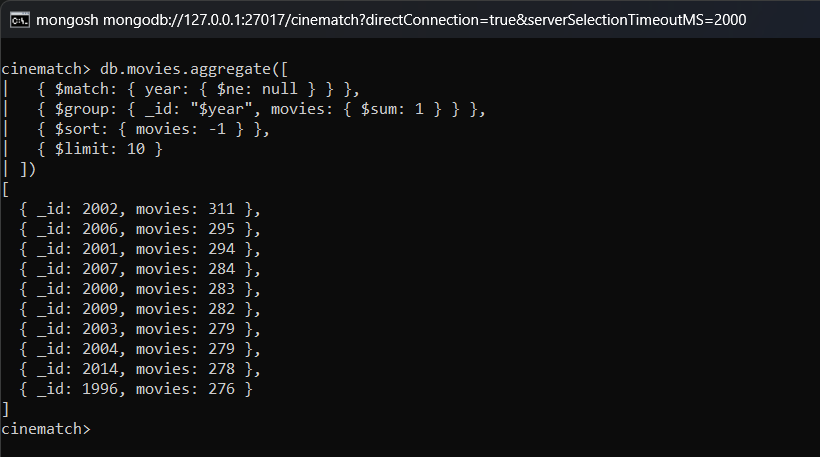 mongosh mongodb://127.0.0.1:27017/cinematch?directConnection=true&serverSelectionTimeoutMS=2000
cinematch> db.movies.aggregate([
|   { $match: { year: { $ne: null } } },
|   { $group: { _id: "$year", movies: { $sum: 1 } } },
|   { $sort: { movies: -1 } },
|   { $limit: 10 }
| ])
[
  { _id: 2002, movies: 311 },
  { _id: 2006, movies: 295 },
  { _id: 2001, movies: 294 },
  { _id: 2007, movies: 284 },
  { _id: 2000, movies: 283 },
  { _id: 2009, movies: 282 },
  { _id: 2003, movies: 279 },
  { _id: 2004, movies: 279 },
  { _id: 2014, movies: 278 },
  { _id: 1996, movies: 276 }
]
cinematch>